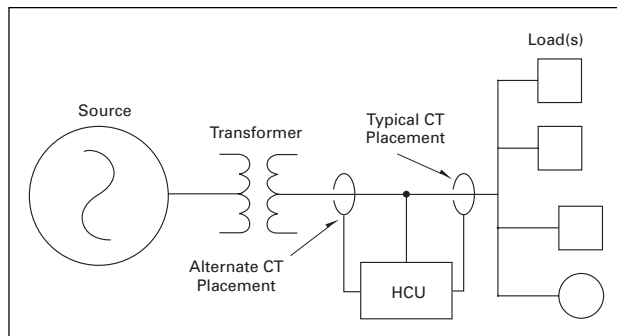 Load(s)
Source
Transformer
Typical CT
Placement
Alternate CT
Placement
HCU